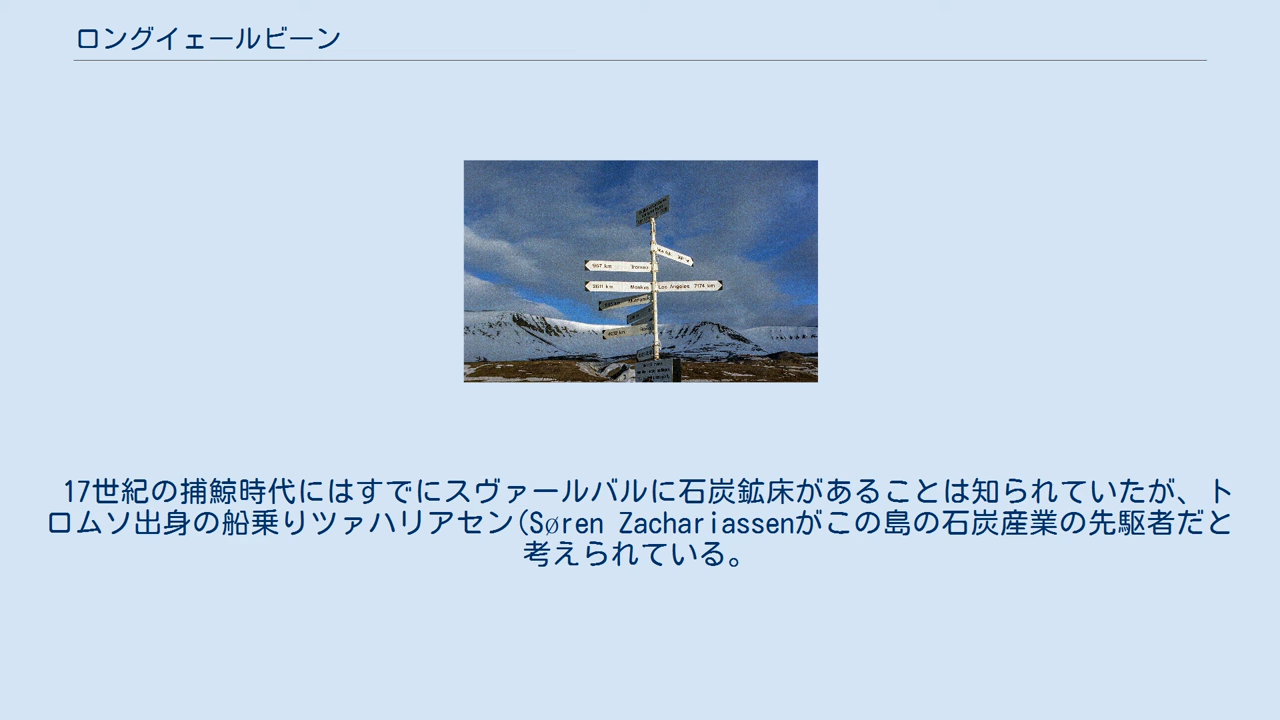 ロングイェールビーン
Moskva
Los Angeles 7174 km
17世紀の捕鯨時代にはすでにスヴァールバルに石炭鉱床があることは知られていたが、ト
ロムソ出身の船乗りツァハリアセン(Søren Zachariassenがこの島の石炭産業の先駆者だと
考えられている。